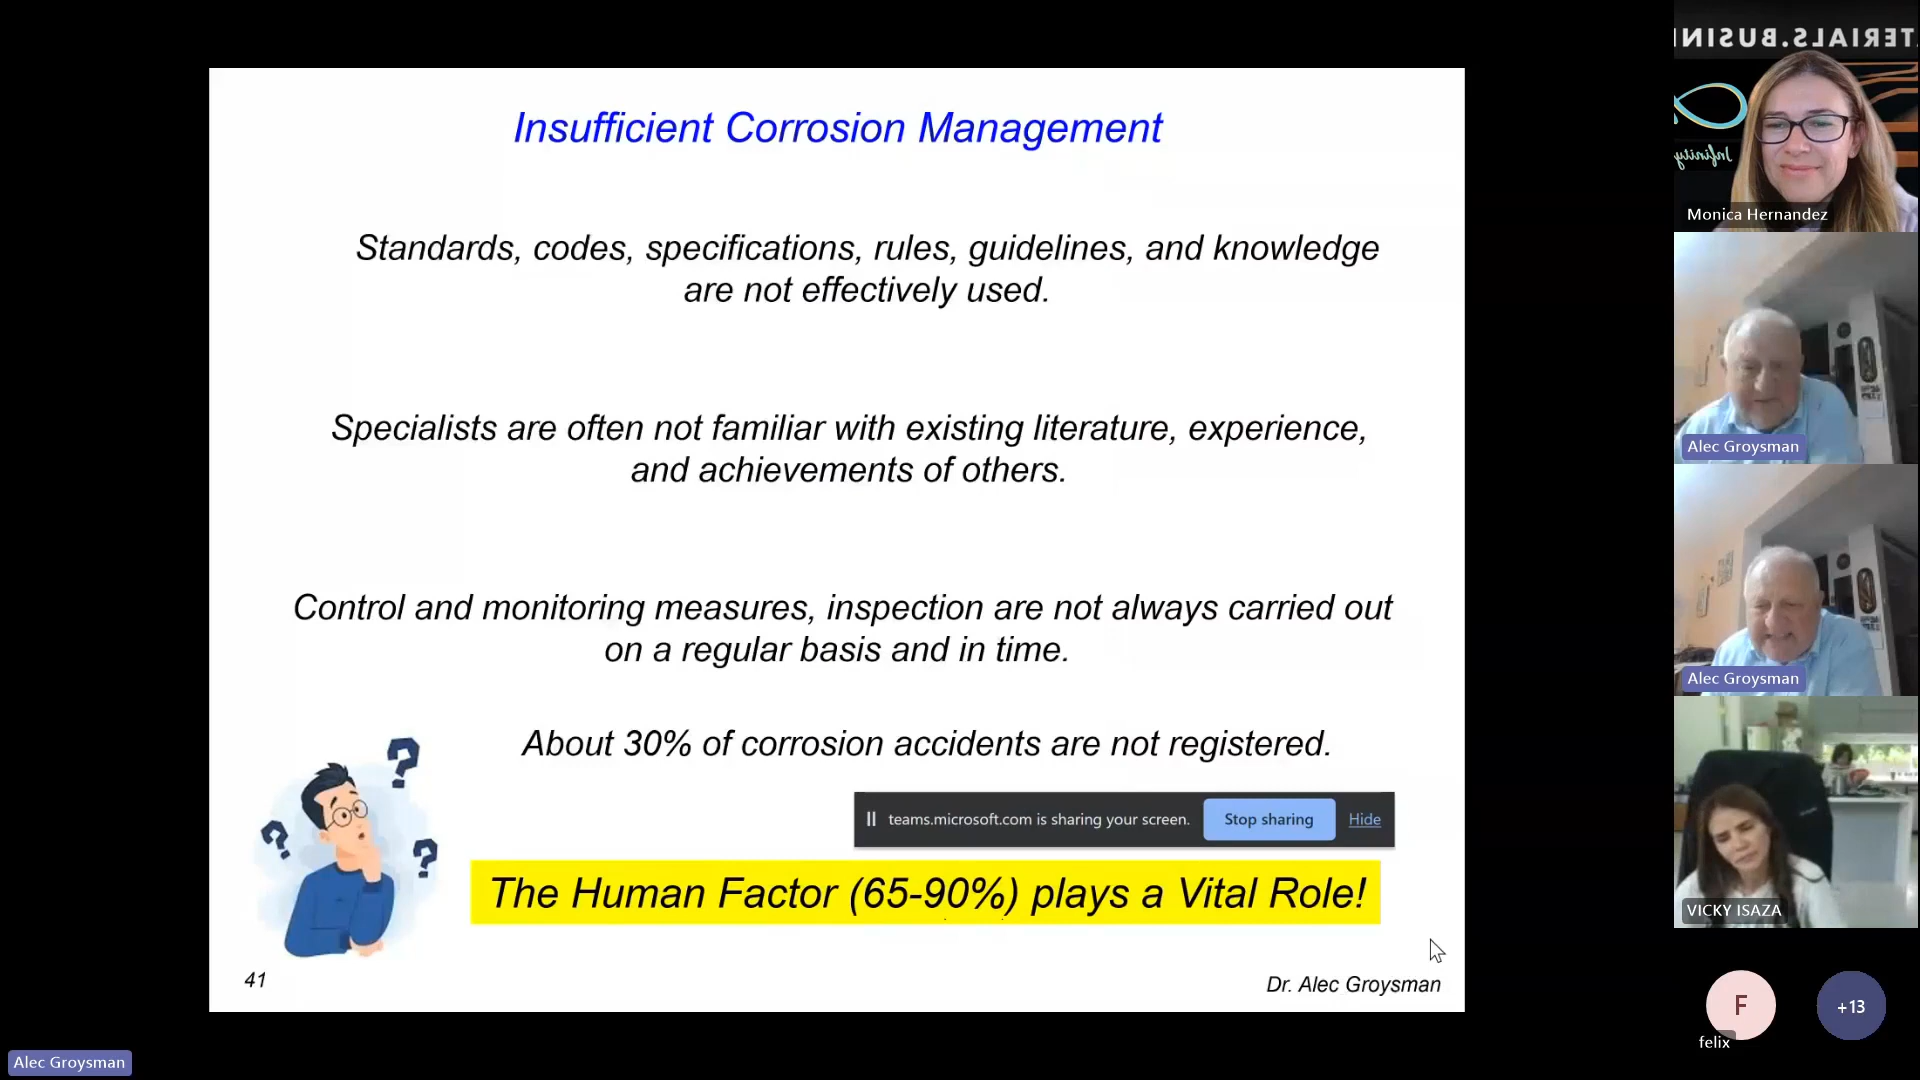 Insufficient Corrosion Management
Standards, codes, specifications, rules, guidelines, and knowledge
are not effectively used.
Specialists are often not familiar with existing literature, experience,
and achievements of others.
Control and monitoring measures, inspection are not always carried out
on a regular basis and in time.
About 30% of corrosion accidents are not registered.
teams.microsoft.com is sharing your screen. Stop sharing Hide
The Human Factor (65-90%) plays a Vital Role!
41
Dr. Alec Groysman
Alec Groysman
TERIALS.BUSIN
Infinity
Monica Hernandez
Alec Groysman
Alec Groysman
VICKY ISAZA
F
felix
+13